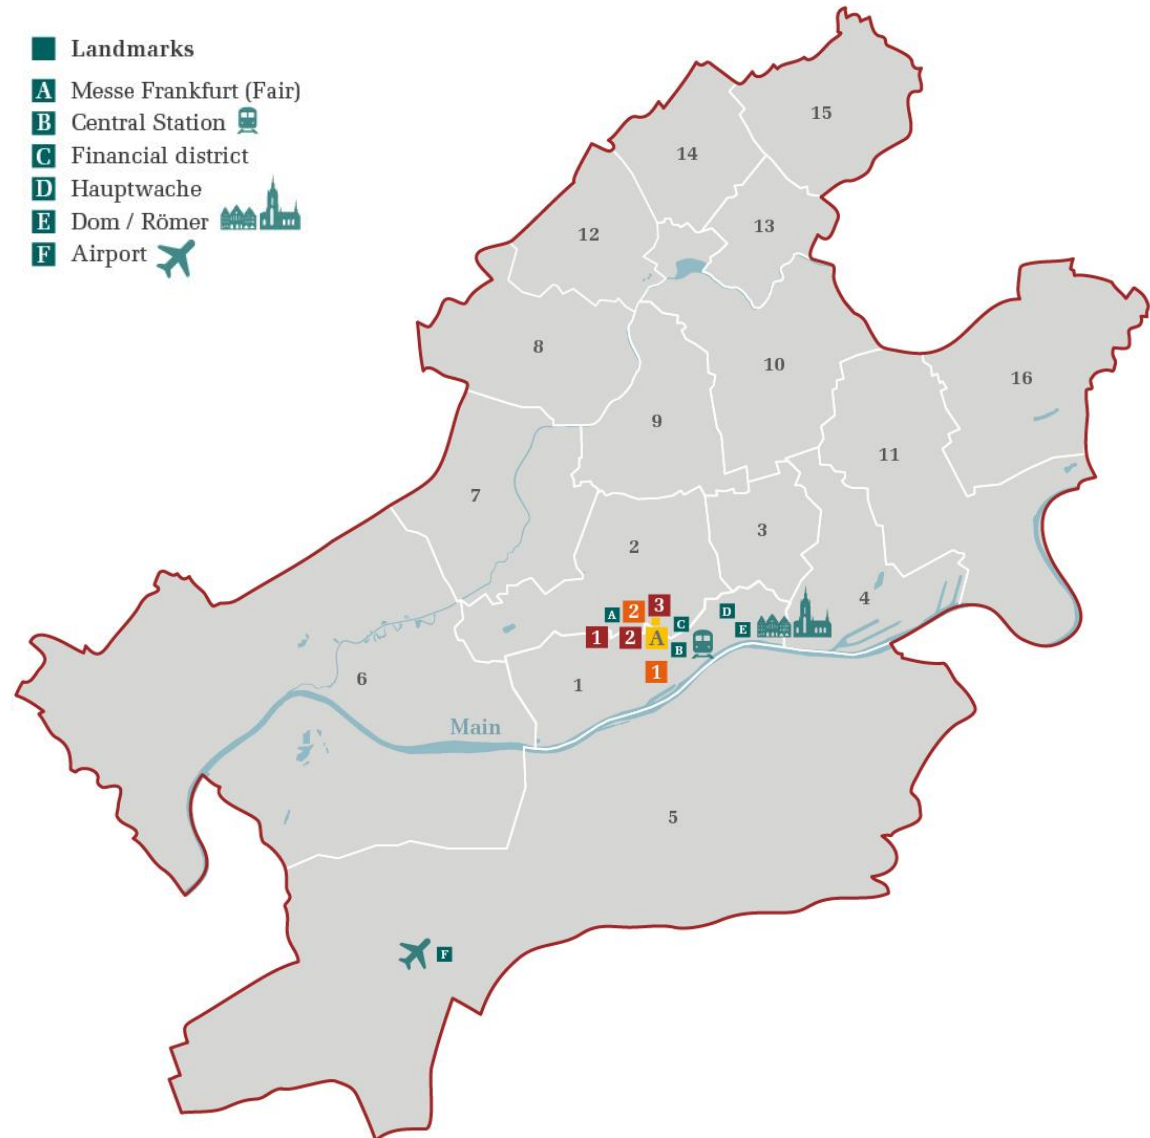 Landmarks
A Messe Frankfurt (Fair)
B Central Station
C Financial district
D Hauptwache
E Dom / Römer
F Airport
15
14
13
12
8
10
16
9
11
7
3
2
4
A 2 3 C D E
1 2 A B
1
6
1
Main
5
F